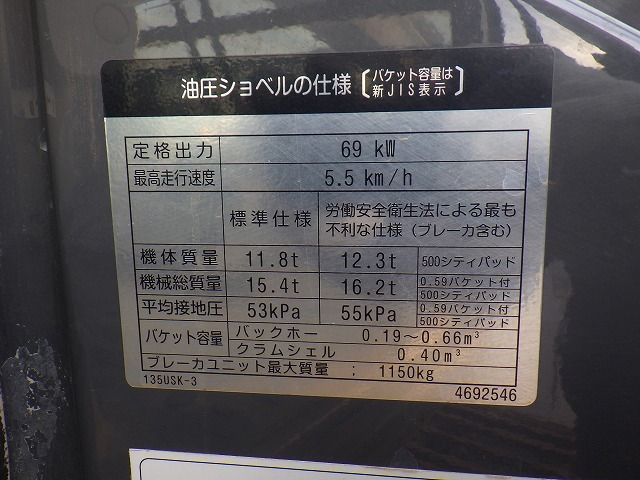 油圧ショベルの仕様〔バケット容量は新JIS表示〕
定格出力 69 kW
最高走行速度 5.5 km/h
標準仕様 労働安全衛生法による最も
不利な仕様（ブレーカ含む）
機体質量 11.8t 12.3t 500シティパッド
機械総質量 15.4t 16.2t 0.59バケット付
500シティパッド
平均接地圧 53kPa 55kPa 0.59バケット付
500シティパッド
バケット容量 バックホー 0.19～0.66m³
クラムシェル 0.40m³
ブレーカユニット最大質量 : 1150kg
135USK-3 4692546